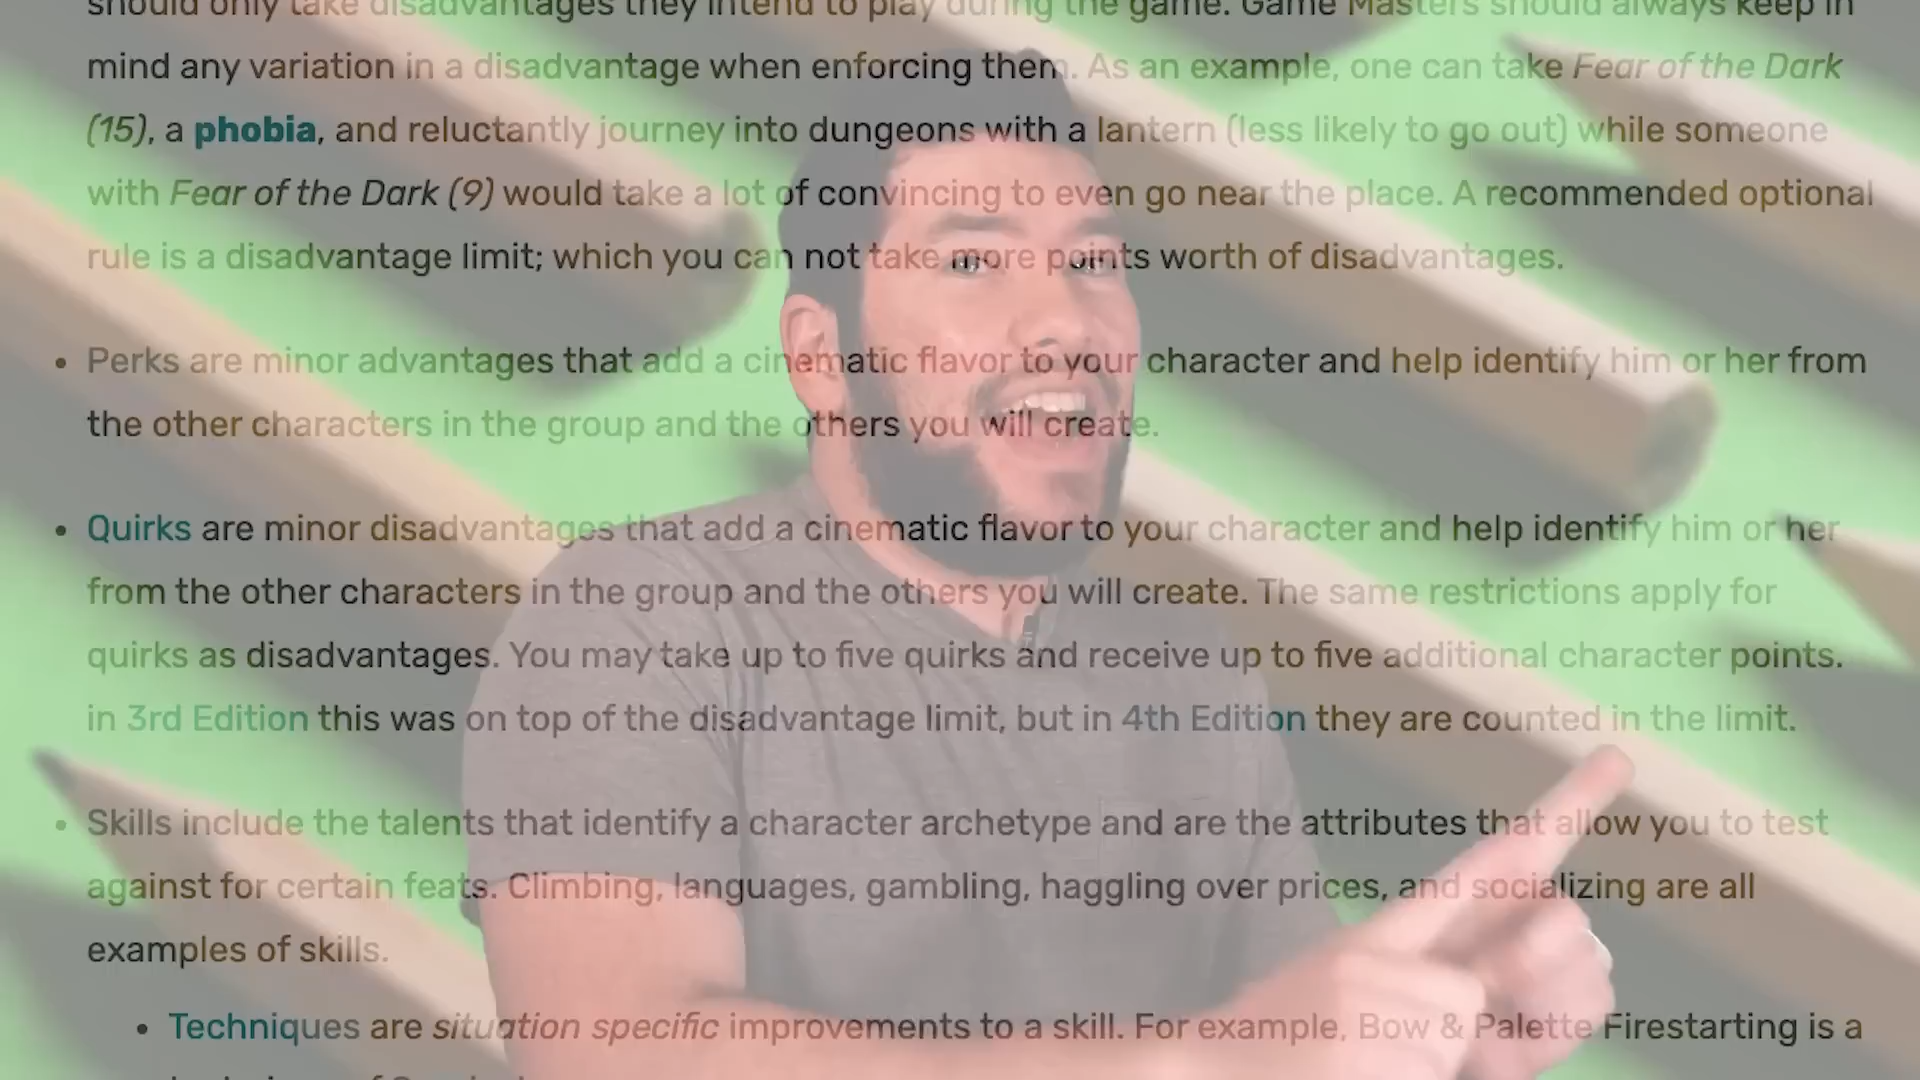 should only take disadvantages they intend to play during the game. Game Masters should always keep in
mind any variation in a disadvantage when enforcing them. As an example, one can take Fear of the Dark
(15), a phobia, and reluctantly journey into dungeons with a lantern (less likely to go out) while someone
with Fear of the Dark (9) would take a lot of convincing to even go near the place. A recommended optional
rule is a disadvantage limit; which you can not take more points worth of disadvantages.
• Perks are minor advantages that add a cinematic flavor to your character and help identify him or her from
the other characters in the group and the others you will create.
• Quirks are minor disadvantages that add a cinematic flavor to your character and help identify him or her
from the other characters in the group and the others you will create. The same restrictions apply for
quirks as disadvantages. You may take up to five quirks and receive up to five additional character points.
in 3rd Edition this was on top of the disadvantage limit, but in 4th Edition they are counted in the limit.
• Skills include the talents that identify a character archetype and are the attributes that allow you to test
against for certain feats. Climbing, languages, gambling, haggling over prices, and socializing are all
examples of skills.
• Techniques are situation specific improvements to a skill. For example, Bow & Palette Firestarting is a